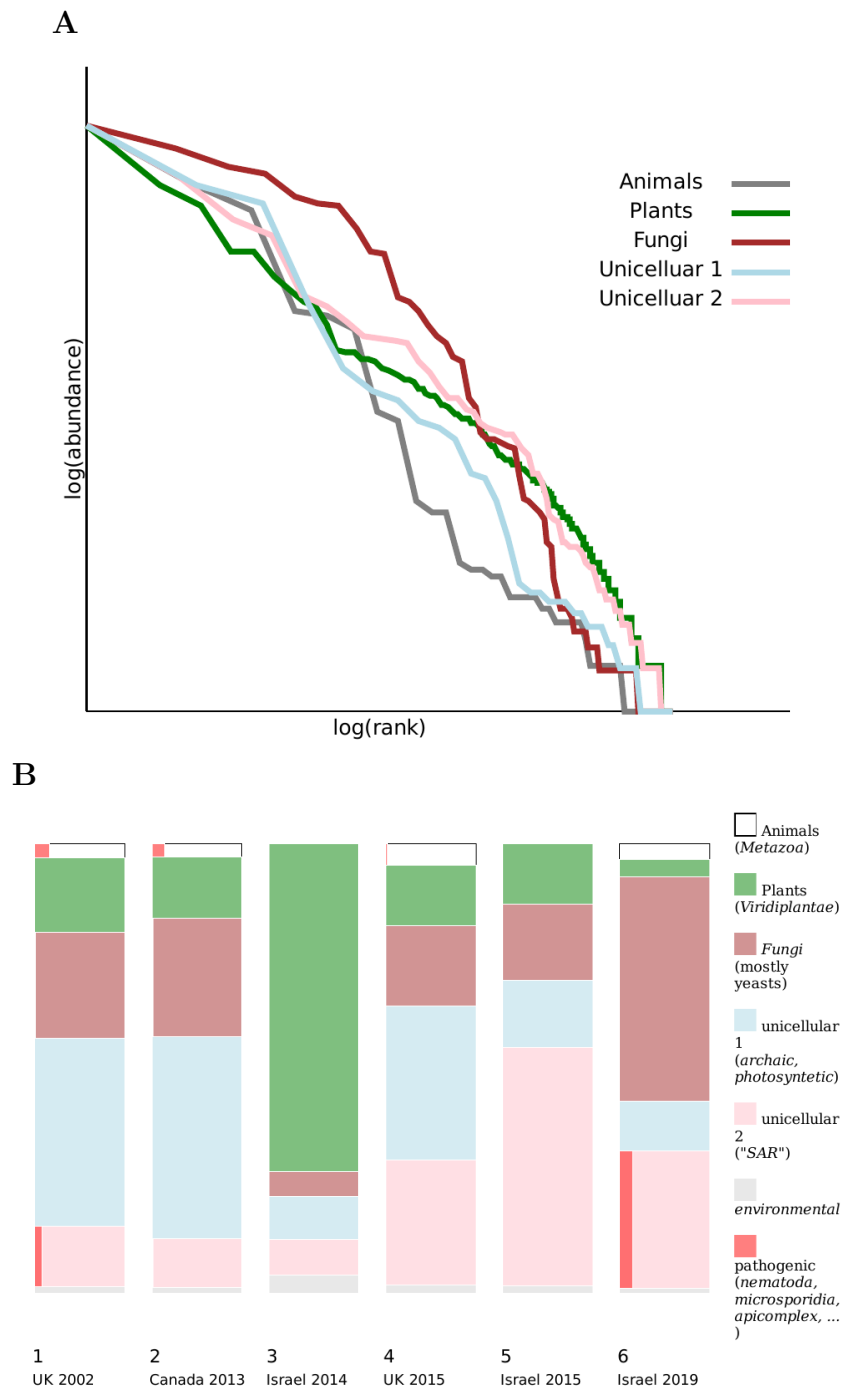 A
Animals
Plants
Fungi
Unicelluar 1
Unicelluar 2
log(abundance)
log(rank)
B
Animals
(Metazoa)
Plants
(Viridiplantae)
Fungi
(mostly
yeasts)
unicellular
1
(archaic,
photosyntetic)
unicellular
2
("SAR")
environmental
pathogenic
(nematoda,
microsporidia,
apicomplex, ...
)
1
UK 2002
2
Canada 2013
3
Israel 2014
4
UK 2015
5
Israel 2015
6
Israel 2019